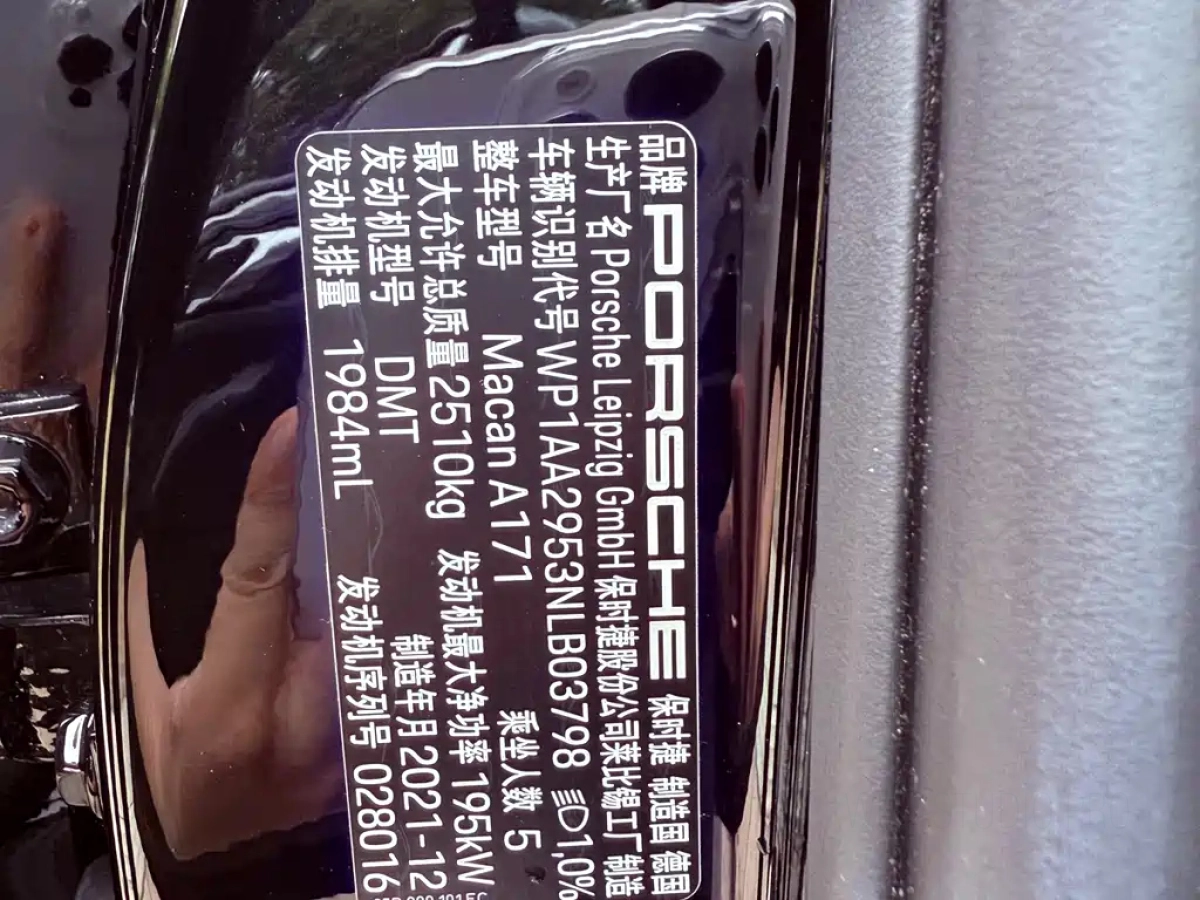 品牌 PORSCHE 保时捷 制造国 德国
生产厂名 Porsche Leipzig GmbH 保时捷股份公司莱比锡工厂制造
车辆识别代号 WP1AA2953NLB03798 1,0%
整车型号 Macan A171 乘坐人数 5
最大允许总质量 2510kg 发动机最大净功率 195kW
发动机型号 DMT 制造年月 2021-12
发动机排量 1984mL 发动机序列号 028016